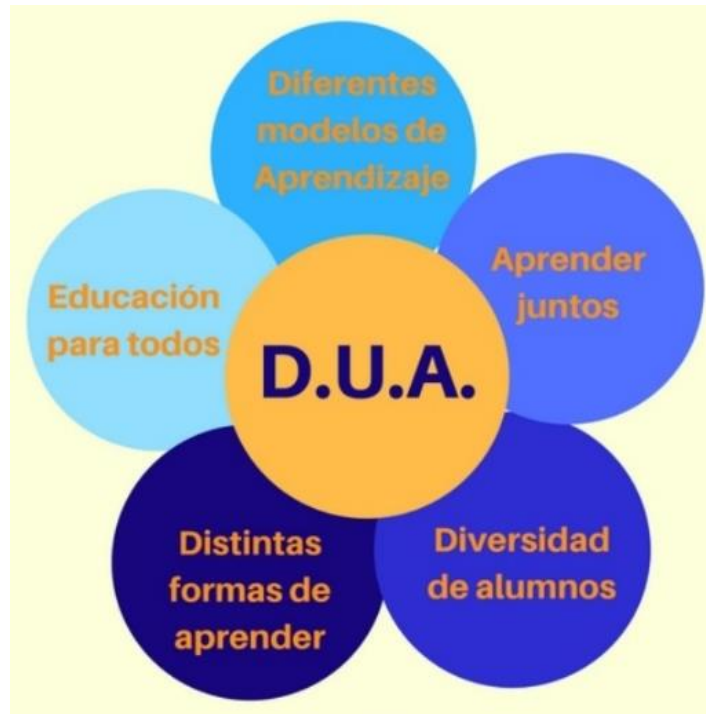 Diferentes
modelos de
Aprendizaje
Aprender
juntos
Educación
para todos
D.U.A.
Distintas
formas de
aprender
Diversidad
de alumnos